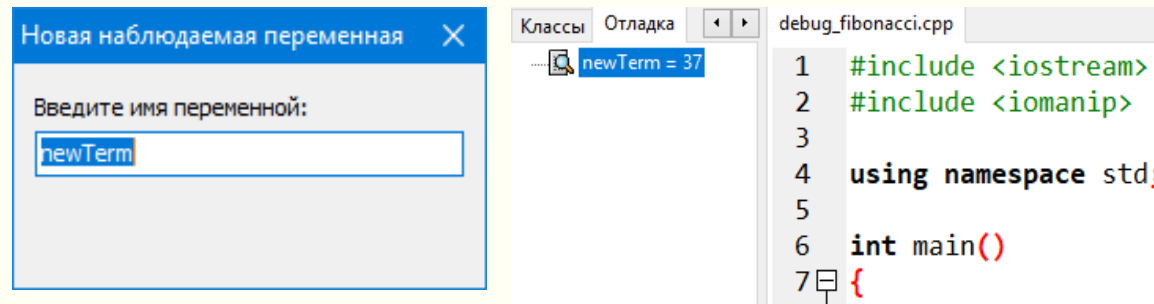 Новая наблюдаемая переменная
Введите имя переменной:
newTerm
Классы Отладка
newTerm = 37
debug_fibonacci.cpp
1 #include <iostream>
2 #include <iomanip>
3
4 using namespace std;
5
6 int main()
7 {